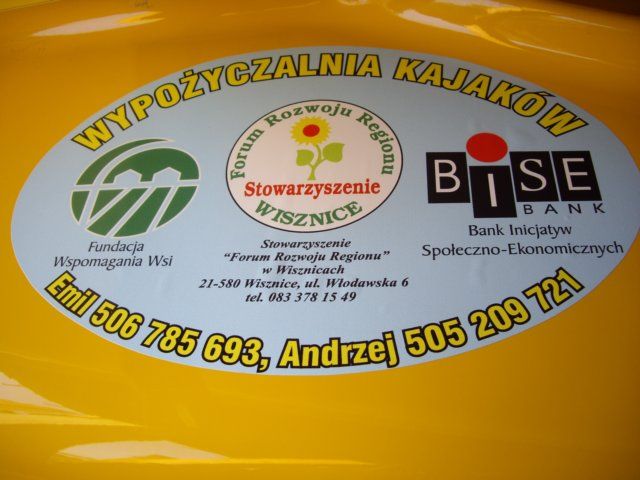 WYPOŻYCZALNIA KAJAKÓW
Fundacja
Wspomagania Wsi
Forum Rozwoju Regionu
Stowarzyszenie
WISZNICE
BISE
BANK
Bank Inicjatyw
Społeczno-Ekonomicznych
Stowarzyszenie
"Forum Rozwoju Regionu"
w Wisznicach
21-580 Wisznice, ul. Włodawska 6
tel. 083 378 15 49
Emil 506 785 693, Andrzej 505 209 721